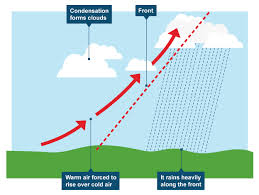 Condensation
forms clouds
Front
Warm air forced to
rise over cold air
It rains heavily
along the front